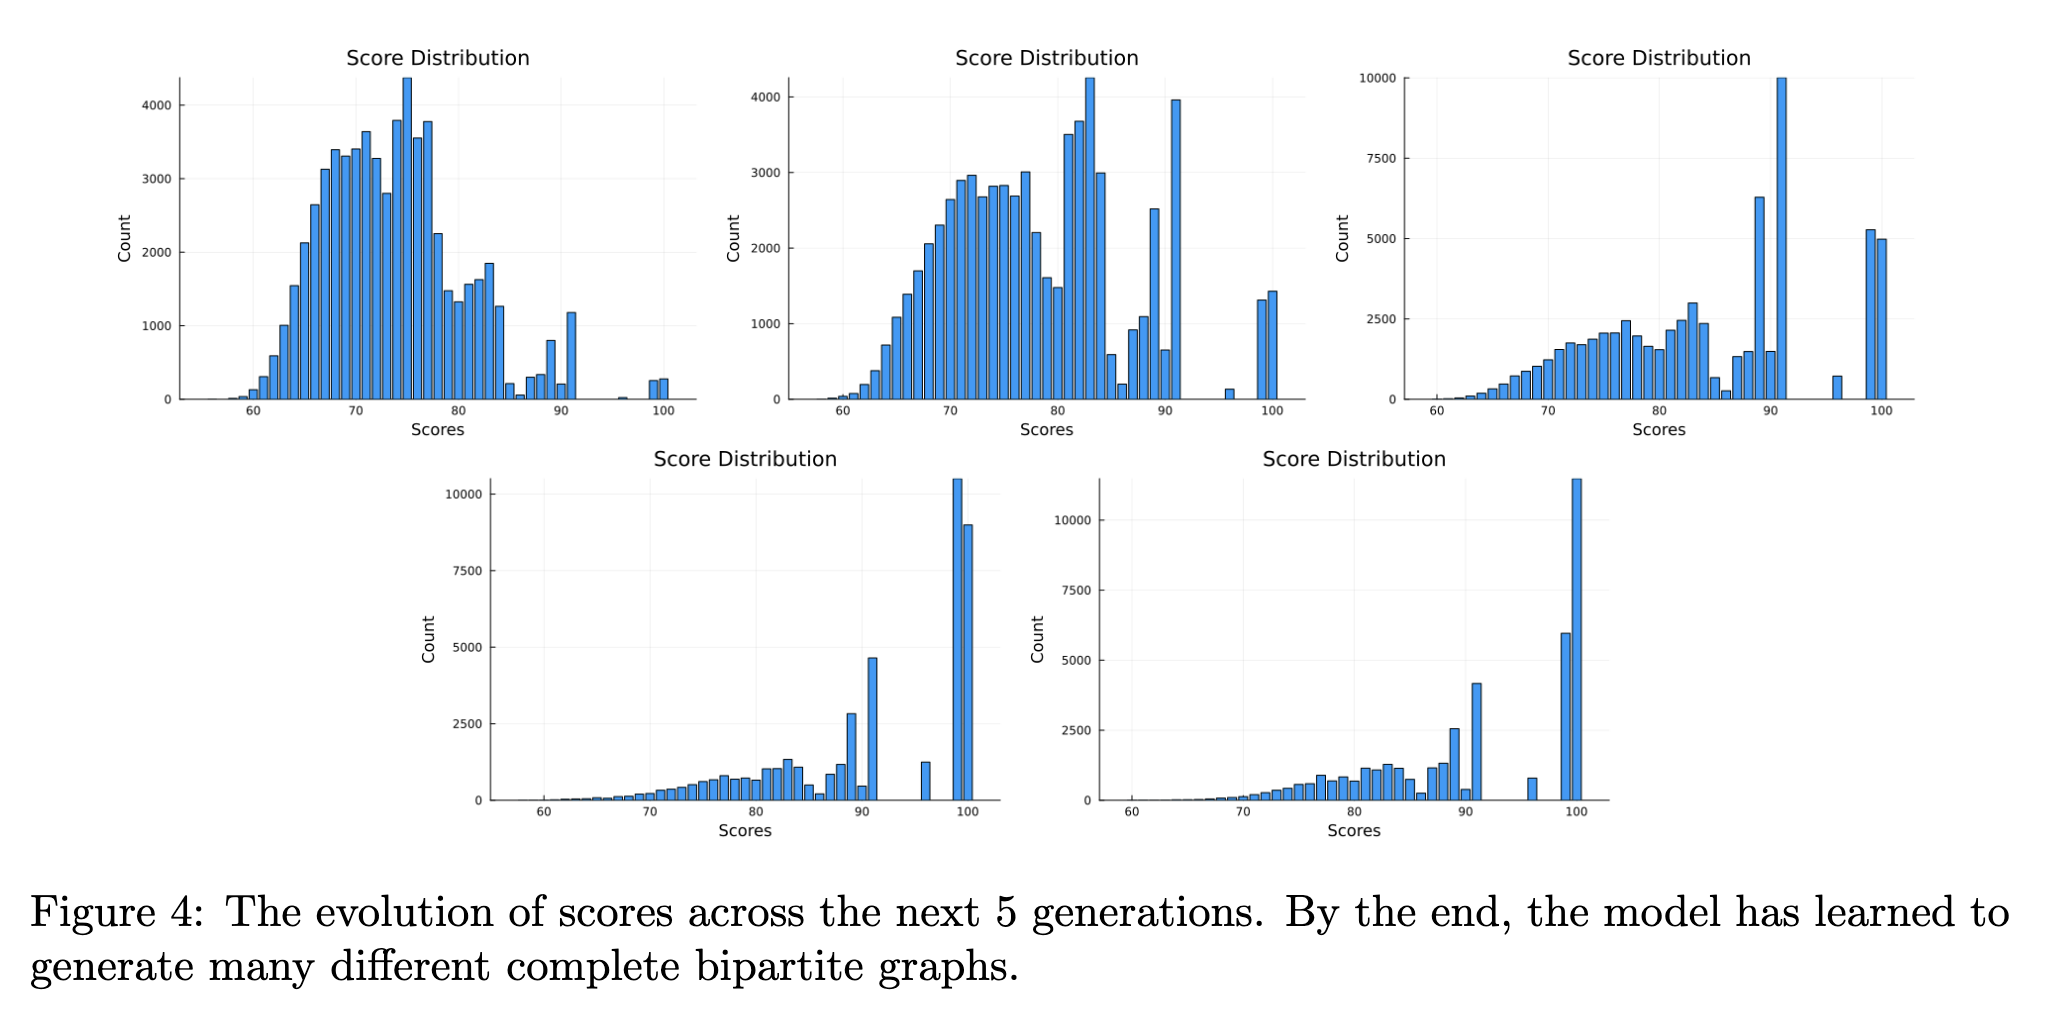 Score Distribution
4000
3000
2000
1000
0
Count
60 70 80 90 100
Scores
Score Distribution
4000
3000
2000
1000
0
Count
60 70 80 90 100
Scores
Score Distribution
10000
7500
5000
2500
0
Count
60 70 80 90 100
Scores
Score Distribution
10000
7500
5000
2500
0
Count
60 70 80 90 100
Scores
Score Distribution
10000
7500
5000
2500
0
Count
60 70 80 90 100
Scores
Figure 4: The evolution of scores across the next 5 generations. By the end, the model has learned to
generate many different complete bipartite graphs.